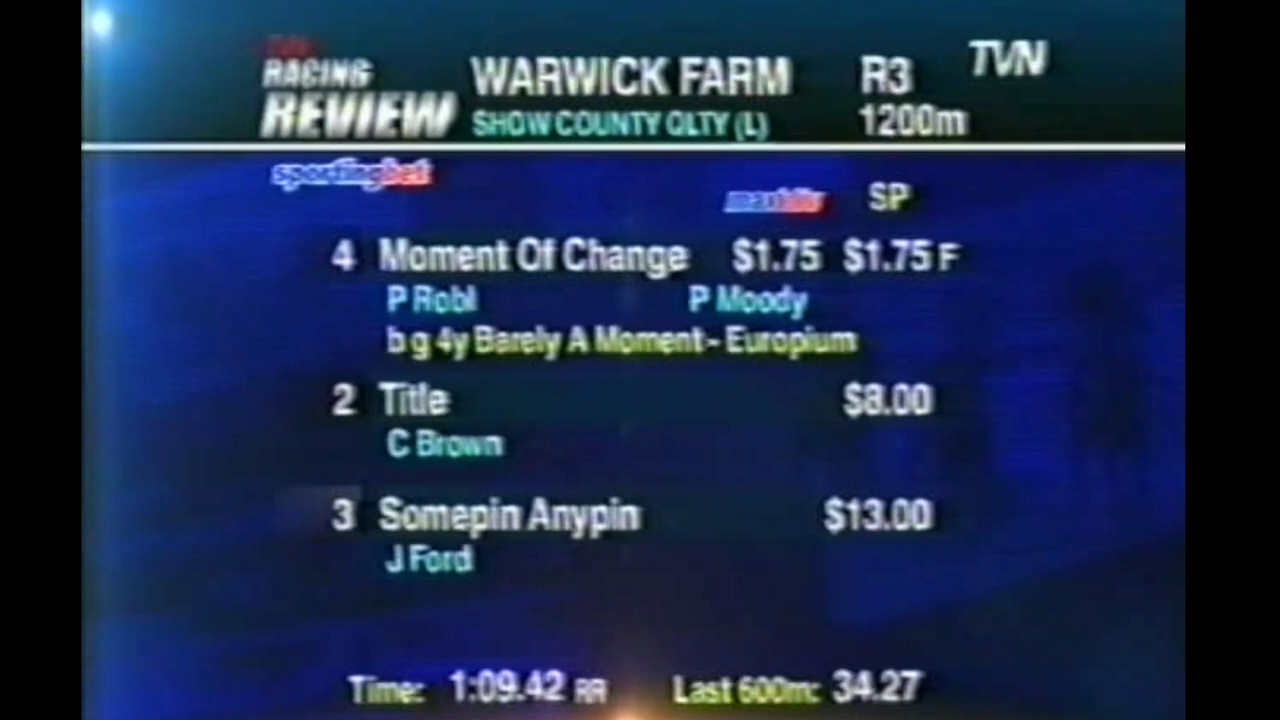 RACING
REVIEW
WARWICK FARM R3
SHOW COUNTY QLTY (L) 1200m
TVN
sportingbet
SP
4 Moment Of Change $1.75 $1.75 F
P Robl P Moody
b g 4y Barely A Moment - Europium
2 Title $8.00
C Brown
3 Somepin Anypin $13.00
J Ford
Time: 1:09.42 RR Last 600m: 34.27